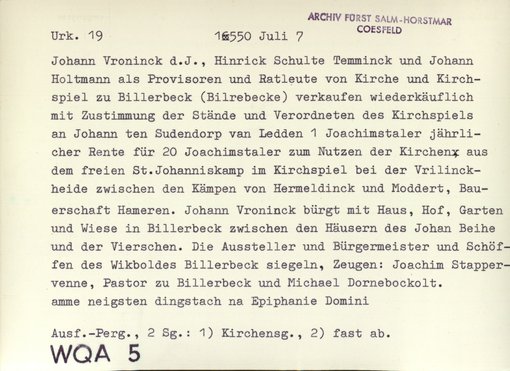 ARCHIV FÜRST SALM-HORSTMAR
COESFELD
Urk. 19 1550 Juli 7
Johann Vroninck d.J., Hinrick Schulte Temminck und Johann
Holtmann als Provisoren und Ratleute von Kirche und Kirch-
spiel zu Billerbeck (Bilrebecke) verkaufen wiederkäuflich
mit Zustimmung der Stände und Verordneten des Kirchspiels
an Johann ten Sudendorp van Ledden 1 Joachimstaler jährli-
cher Rente für 20 Joachimstaler zum Nutzen der Kirche aus
dem freien St.Johanniskamp im Kirchspiel bei der Vrilinck-
heide zwischen den Kämpen von Hermeldinck und Moddert, Bau-
erschaft Hameren. Johann Vroninck bürgt mit Haus, Hof, Garten
und Wiese in Billerbeck zwischen den Häusern des Johan Beihe
und der Vierschen. Die Aussteller und Bürgermeister und Schöf-
fen des Wikboldes Billerbeck siegeln, Zeugen: Joachim Stapper-
venne, Pastor zu Billerbeck und Michael Dornebockolt.
amme neigsten dingstach na Epiphanie Domini
Ausf.-Perg., 2 Sg.: 1) Kirchensg., 2) fast ab.
WQA 5